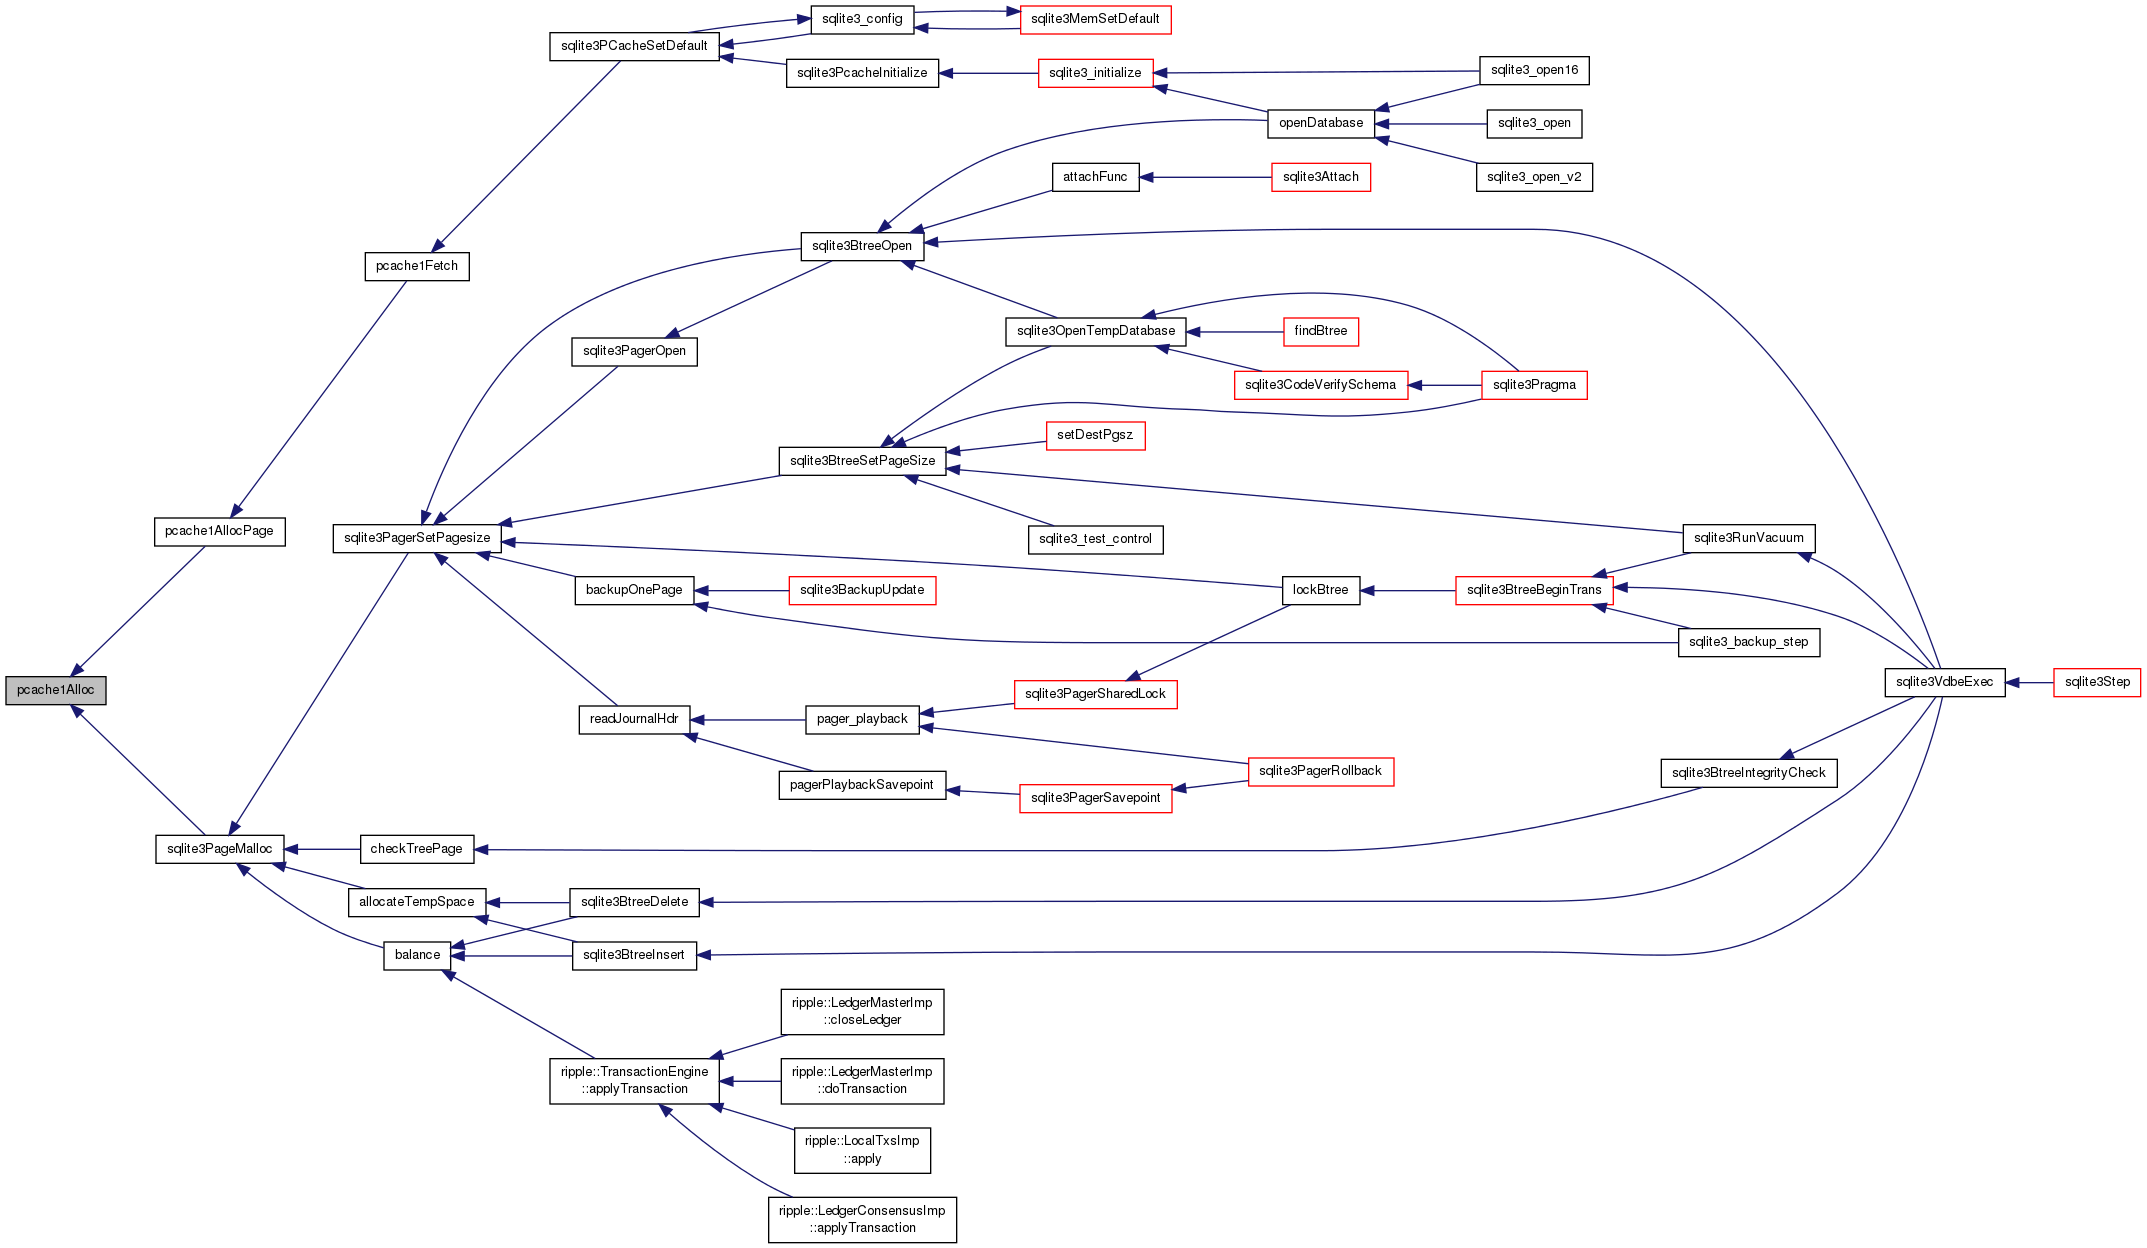 sqlite3_config
sqlite3MemSetDefault
sqlite3PCacheSetDefault
sqlite3PcacheInitialize
sqlite3_initialize
sqlite3_open16
openDatabase
sqlite3_open
attachFunc
sqlite3Attach
sqlite3_open_v2
sqlite3BtreeOpen
pcache1Fetch
sqlite3OpenTempDatabase
findBtree
sqlite3PagerOpen
sqlite3CodeVerifySchema
sqlite3Pragma
setDestPgsz
sqlite3BtreeSetPageSize
pcache1AllocPage
sqlite3PagerSetPagesize
sqlite3_test_control
sqlite3RunVacuum
backupOnePage
sqlite3BackupUpdate
lockBtree
sqlite3BtreeBeginTrans
sqlite3_backup_step
pcache1Alloc
sqlite3PagerSharedLock
sqlite3VdbeExec
sqlite3Step
readJournalHdr
pager_playback
sqlite3PagerRollback
sqlite3BtreeIntegrityCheck
pagerPlaybackSavepoint
sqlite3PagerSavepoint
sqlite3PageMalloc
checkTreePage
allocateTempSpace
sqlite3BtreeDelete
balance
sqlite3BtreeInsert
ripple::LedgerMasterImp
::closeLedger
ripple::TransactionEngine
::applyTransaction
ripple::LedgerMasterImp
::doTransaction
ripple::LocalTxsImp
::apply
ripple::LedgerConsensusImp
::applyTransaction